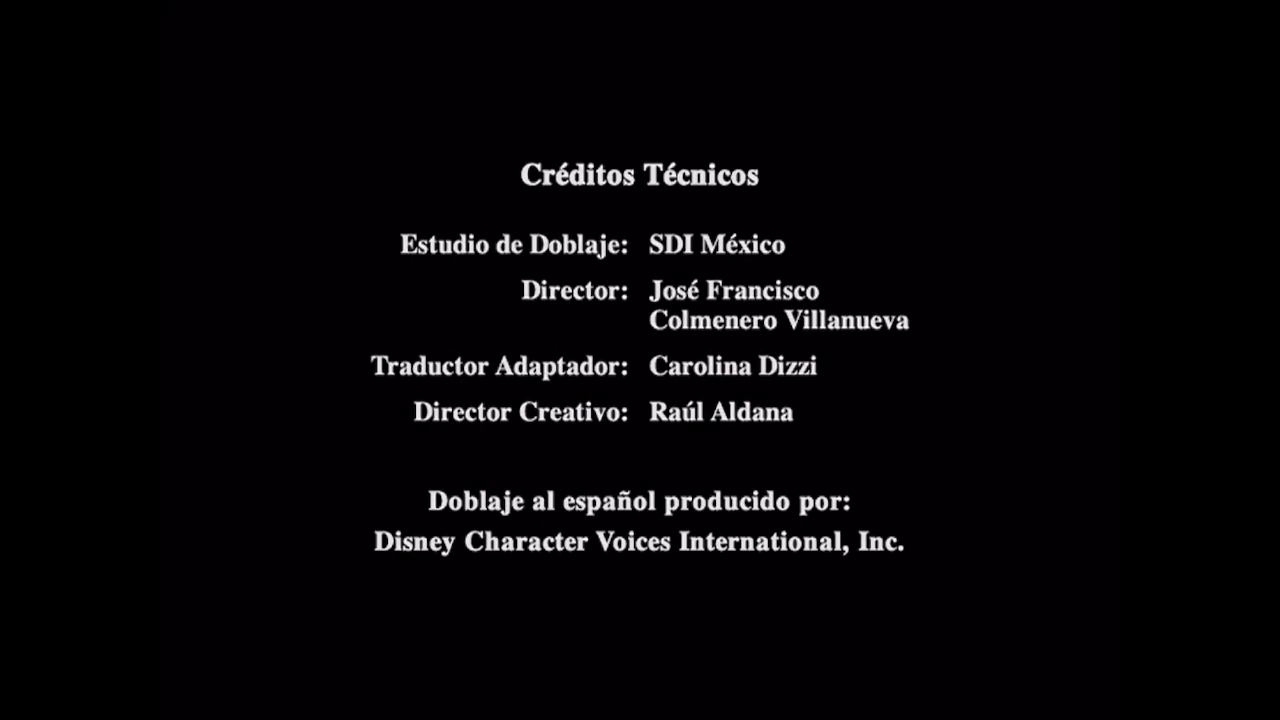 Créditos Técnicos
Estudio de Doblaje: SDI México
Director: José Francisco
Colmenero Villanueva
Traductor Adaptador: Carolina Dizzi
Director Creativo: Raúl Aldana
Doblaje al español producido por:
Disney Character Voices International, Inc.